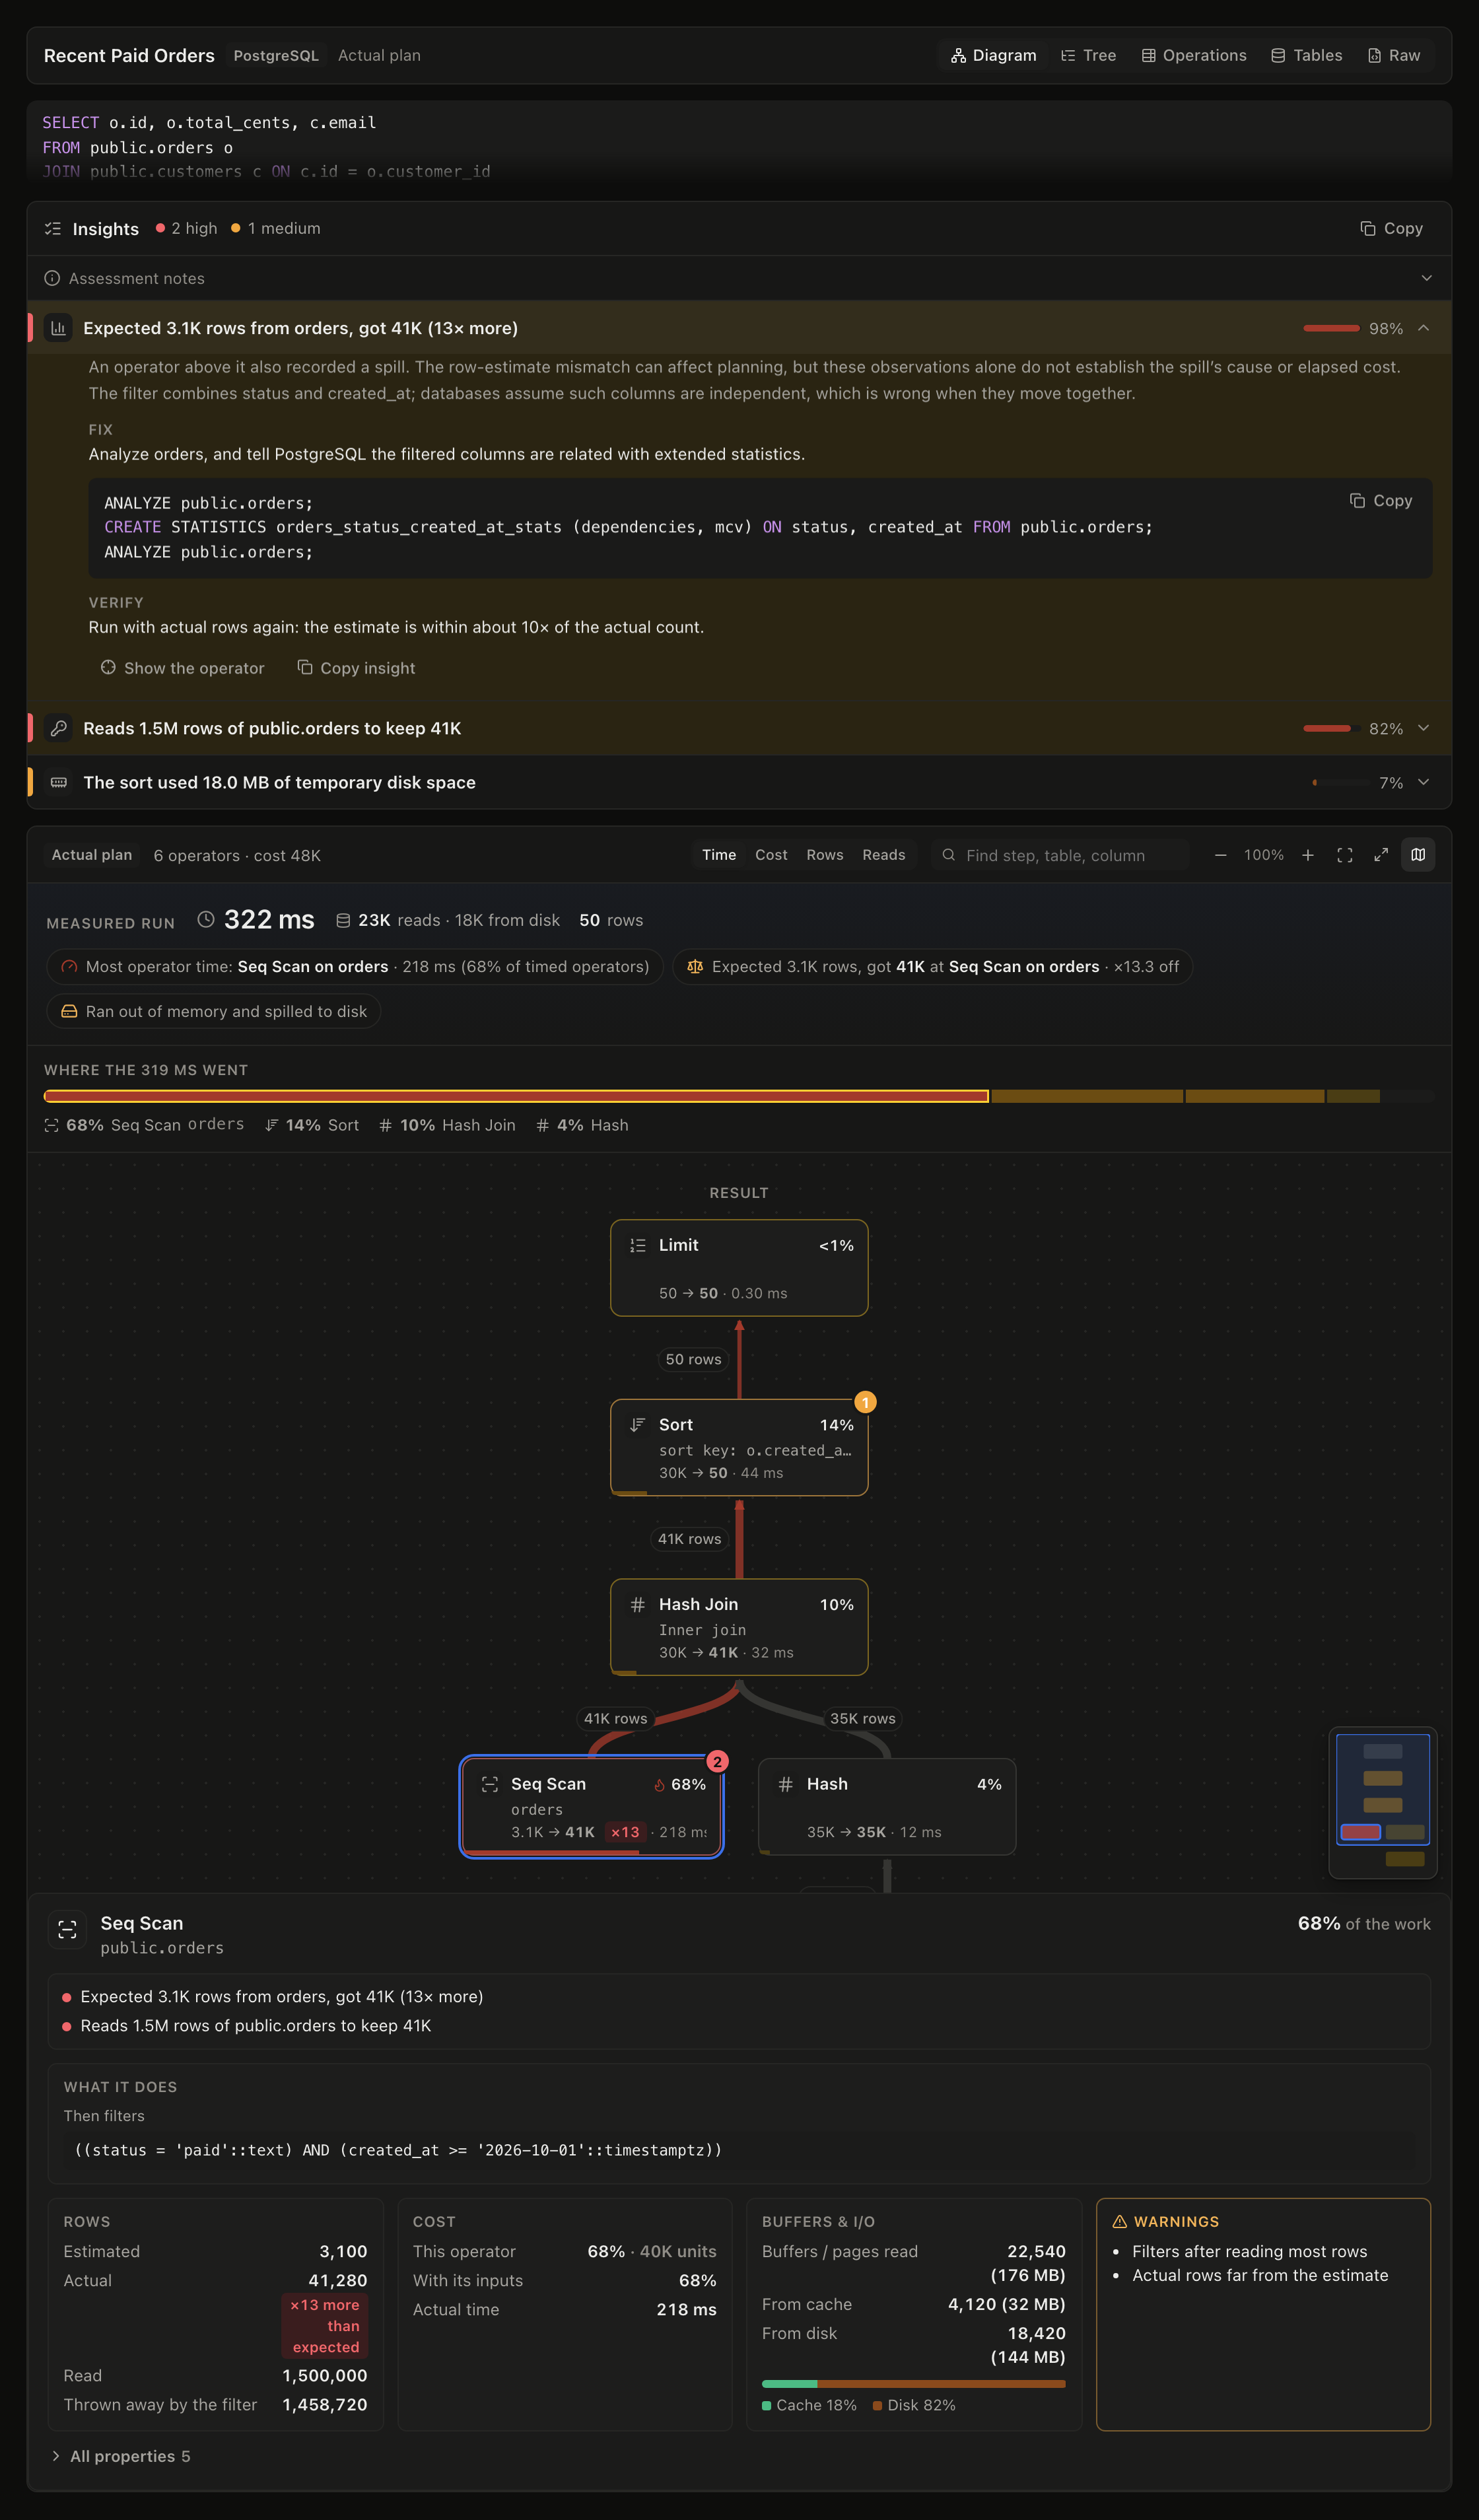 Recent Paid Orders PostgreSQL Actual plan Diagram Tree Operations Tables Raw
SELECT o.id, o.total_cents, c.email
FROM public.orders o
JOIN public.customers c ON c.id = o.customer_id
Insights 2 high 1 medium Copy
Assessment notes
Expected 3.1K rows from orders, got 41K (13× more) 98%
An operator above it also recorded a spill. The row-estimate mismatch can affect planning, but these observations alone do not establish the spill's cause or elapsed cost.
The filter combines status and created_at; databases assume such columns are independent, which is wrong when they move together.
FIX
Analyze orders, and tell PostgreSQL the filtered columns are related with extended statistics.
ANALYZE public.orders; Copy
CREATE STATISTICS orders_status_created_at_stats (dependencies, mcv) ON status, created_at FROM public.orders;
ANALYZE public.orders;
VERIFY
Run with actual rows again: the estimate is within about 10× of the actual count.
Show the operator Copy insight
Reads 1.5M rows of public.orders to keep 41K 82%
The sort used 18.0 MB of temporary disk space 7%
Actual plan 6 operators · cost 48K Time Cost Rows Reads Find step, table, column 100%
MEASURED RUN 322 ms 23K reads · 18K from disk 50 rows
Most operator time: Seq Scan on orders · 218 ms (68% of timed operators) Expected 3.1K rows, got 41K at Seq Scan on orders · ×13.3 off
Ran out of memory and spilled to disk
WHERE THE 319 MS WENT
68% Seq Scan orders 14% Sort 10% Hash Join 4% Hash
RESULT
Limit <1%
50 → 50 · 0.30 ms
50 rows
1
Sort 14%
sort key: o.created_a…
30K → 50 · 44 ms
41K rows
Hash Join 10%
Inner join
30K → 41K · 32 ms
41K rows 35K rows
2
Seq Scan 68% Hash 4%
orders
3.1K → 41K ×13 · 218 ms 35K → 35K · 12 ms
Seq Scan 68% of the work
public.orders
Expected 3.1K rows from orders, got 41K (13× more)
Reads 1.5M rows of public.orders to keep 41K
WHAT IT DOES
Then filters
((status = 'paid'::text) AND (created_at >= '2026-10-01'::timestamptz))
ROWS
Estimated 3,100
Actual 41,280
×13 more
than
expected
Read 1,500,000
Thrown away by the filter 1,458,720
COST
This operator 68% · 40K units
With its inputs 68%
Actual time 218 ms
BUFFERS & I/O
Buffers / pages read 22,540
(176 MB)
From cache 4,120 (32 MB)
From disk 18,420
(144 MB)
Cache 18% Disk 82%
WARNINGS
Filters after reading most rows
Actual rows far from the estimate
All properties 5